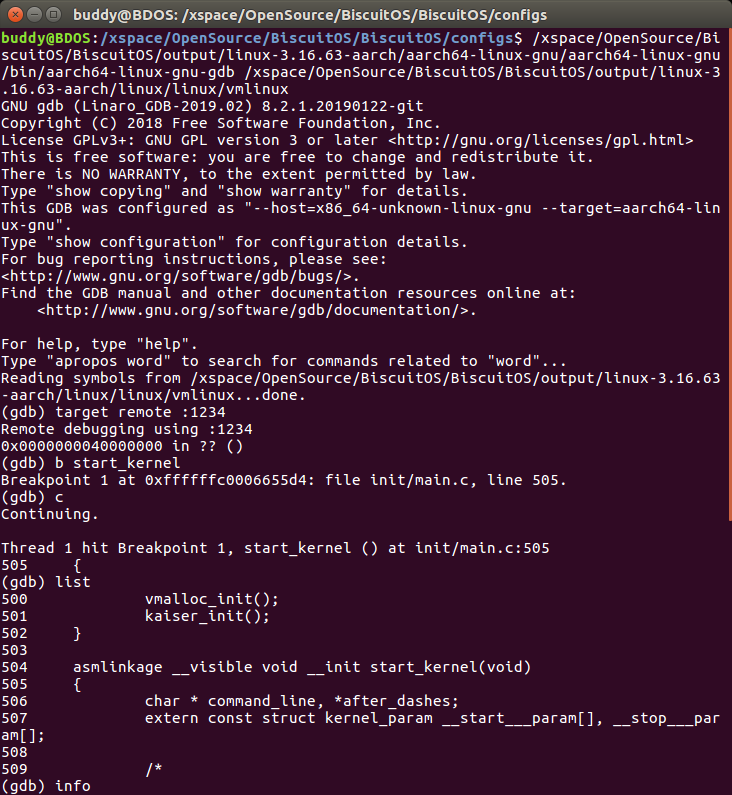 buddy@BDOS: /xspace/OpenSource/BiscuitOS/BiscuitOS/configs
buddy@BDOS:/xspace/OpenSource/BiscuitOS/BiscuitOS/configs$ /xspace/OpenSource/Bi
scuitOS/BiscuitOS/output/linux-3.16.63-aarch/aarch64-linux-gnu/aarch64-linux-gnu
/bin/aarch64-linux-gnu-gdb /xspace/OpenSource/BiscuitOS/BiscuitOS/output/linux-3
.16.63-aarch/linux/linux/vmlinux
GNU gdb (Linaro_GDB-2019.02) 8.2.1.20190122-git
Copyright (C) 2018 Free Software Foundation, Inc.
License GPLv3+: GNU GPL version 3 or later <http://gnu.org/licenses/gpl.html>
This is free software: you are free to change and redistribute it.
There is NO WARRANTY, to the extent permitted by law.
Type "show copying" and "show warranty" for details.
This GDB was configured as "--host=x86_64-unknown-linux-gnu --target=aarch64-lin
ux-gnu".
Type "show configuration" for configuration details.
For bug reporting instructions, please see:
<http://www.gnu.org/software/gdb/bugs/>.
Find the GDB manual and other documentation resources online at:
    <http://www.gnu.org/software/gdb/documentation/>.

For help, type "help".
Type "apropos word" to search for commands related to "word"...
Reading symbols from /xspace/OpenSource/BiscuitOS/BiscuitOS/output/linux-3.16.63
-aarch/linux/linux/vmlinux...done.
(gdb) target remote :1234
Remote debugging using :1234
0x0000000040000000 in ?? ()
(gdb) b start_kernel
Breakpoint 1 at 0xffffffc0006655d4: file init/main.c, line 505.
(gdb) c
Continuing.

Thread 1 hit Breakpoint 1, start_kernel () at init/main.c:505
505     {
(gdb) list
500             vmalloc_init();
501             kaiser_init();
502     }
503
504     asmlinkage __visible void __init start_kernel(void)
505     {
506             char * command_line, *after_dashes;
507             extern const struct kernel_param __start___param[], __stop___par
am[];
508
509             /*
(gdb) info